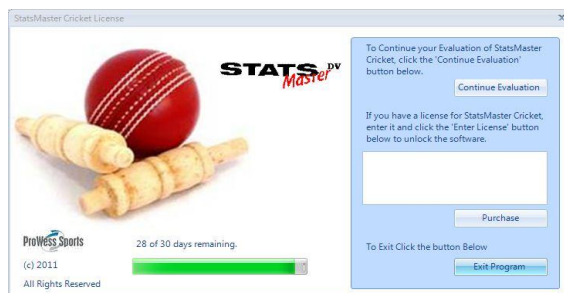 StatsMaster Cricket License
STATS DV
Master
To Continue your Evaluation of StatsMaster
Cricket, click the 'Continue Evaluation'
button below.
Continue Evaluation
If you have a license for StatsMaster Cricket,
enter it and click the 'Enter License' button
below to unlock the software.
Purchase
ProWess Sports
28 of 30 days remaining.
To Exit Click the button Below
(c) 2011
Exit Program
All Rights Reserved